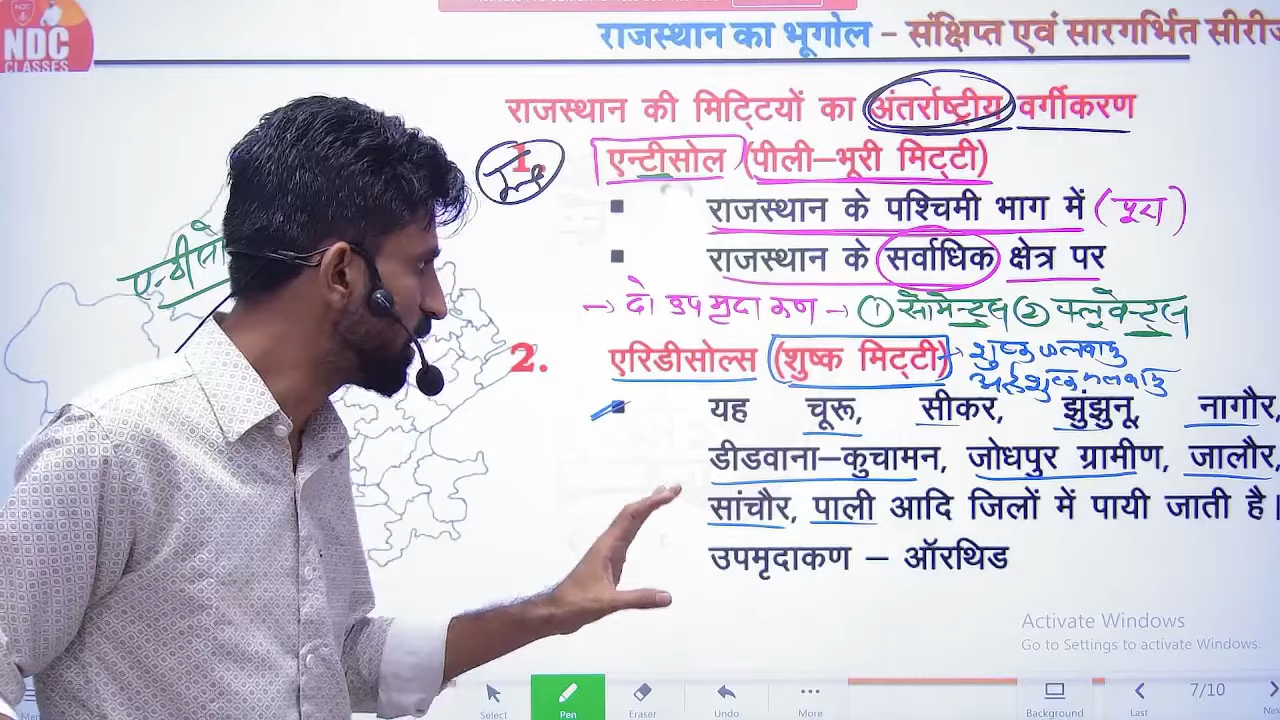 NDC
CLASSES
राजस्थान का भूगोल – संक्षिप्त एवं सारगर्भित सीरीज
राजस्थान की मिट्टियों का अंतर्राष्ट्रीय वर्गीकरण
1. एन्टीसोल (पीली–भूरी मिट्टी)
Imp
▪ राजस्थान के पश्चिमी भाग में (पूरा)
▪ राजस्थान के सर्वाधिक क्षेत्र पर
→ दो उपमृदाकण → ① सोमेन्ट्स ② फ्लूवेन्ट्स
2. एरिडीसोल्स (शुष्क मिट्टी) → शुष्क जलवायु
अर्द्धशुष्क जलवायु
▪ यह चूरू, सीकर, झुंझुनू, नागौर,
डीडवाना–कुचामन, जोधपुर ग्रामीण, जालौर,
सांचौर, पाली आदि जिलों में पायी जाती है।
उपमृदाकण – ऑरथिड
Activate Windows
Go to Settings to activate Windows.
Select Pen Eraser Undo More Background Last 7/10